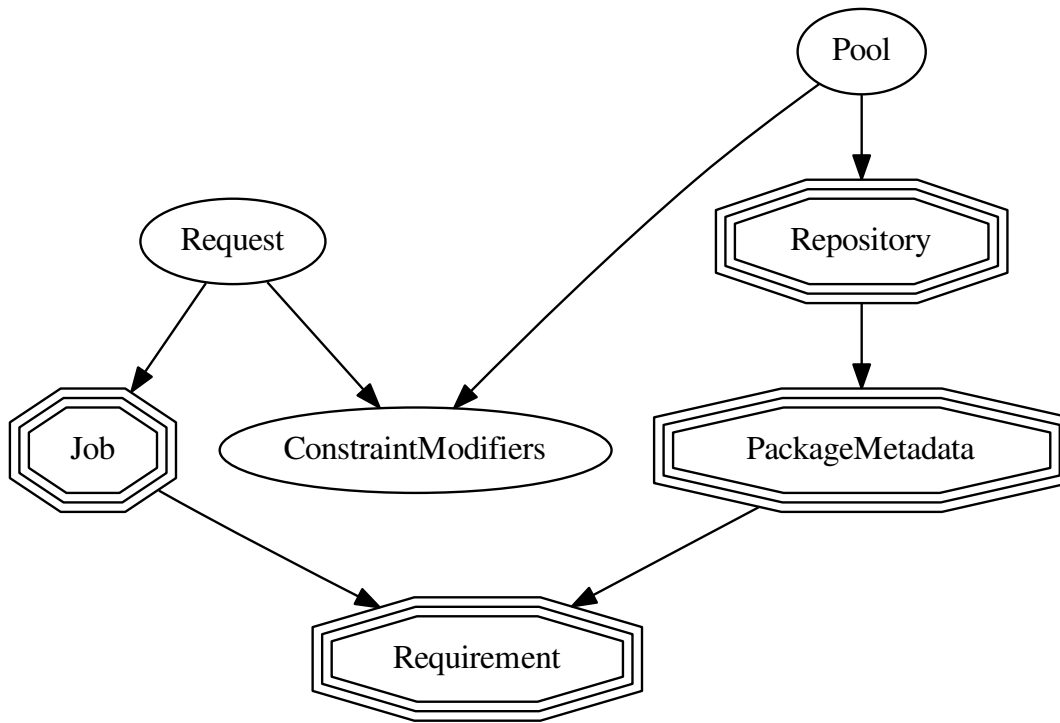 Pool
Request
Repository
Job
ConstraintModifiers
PackageMetadata
Requirement